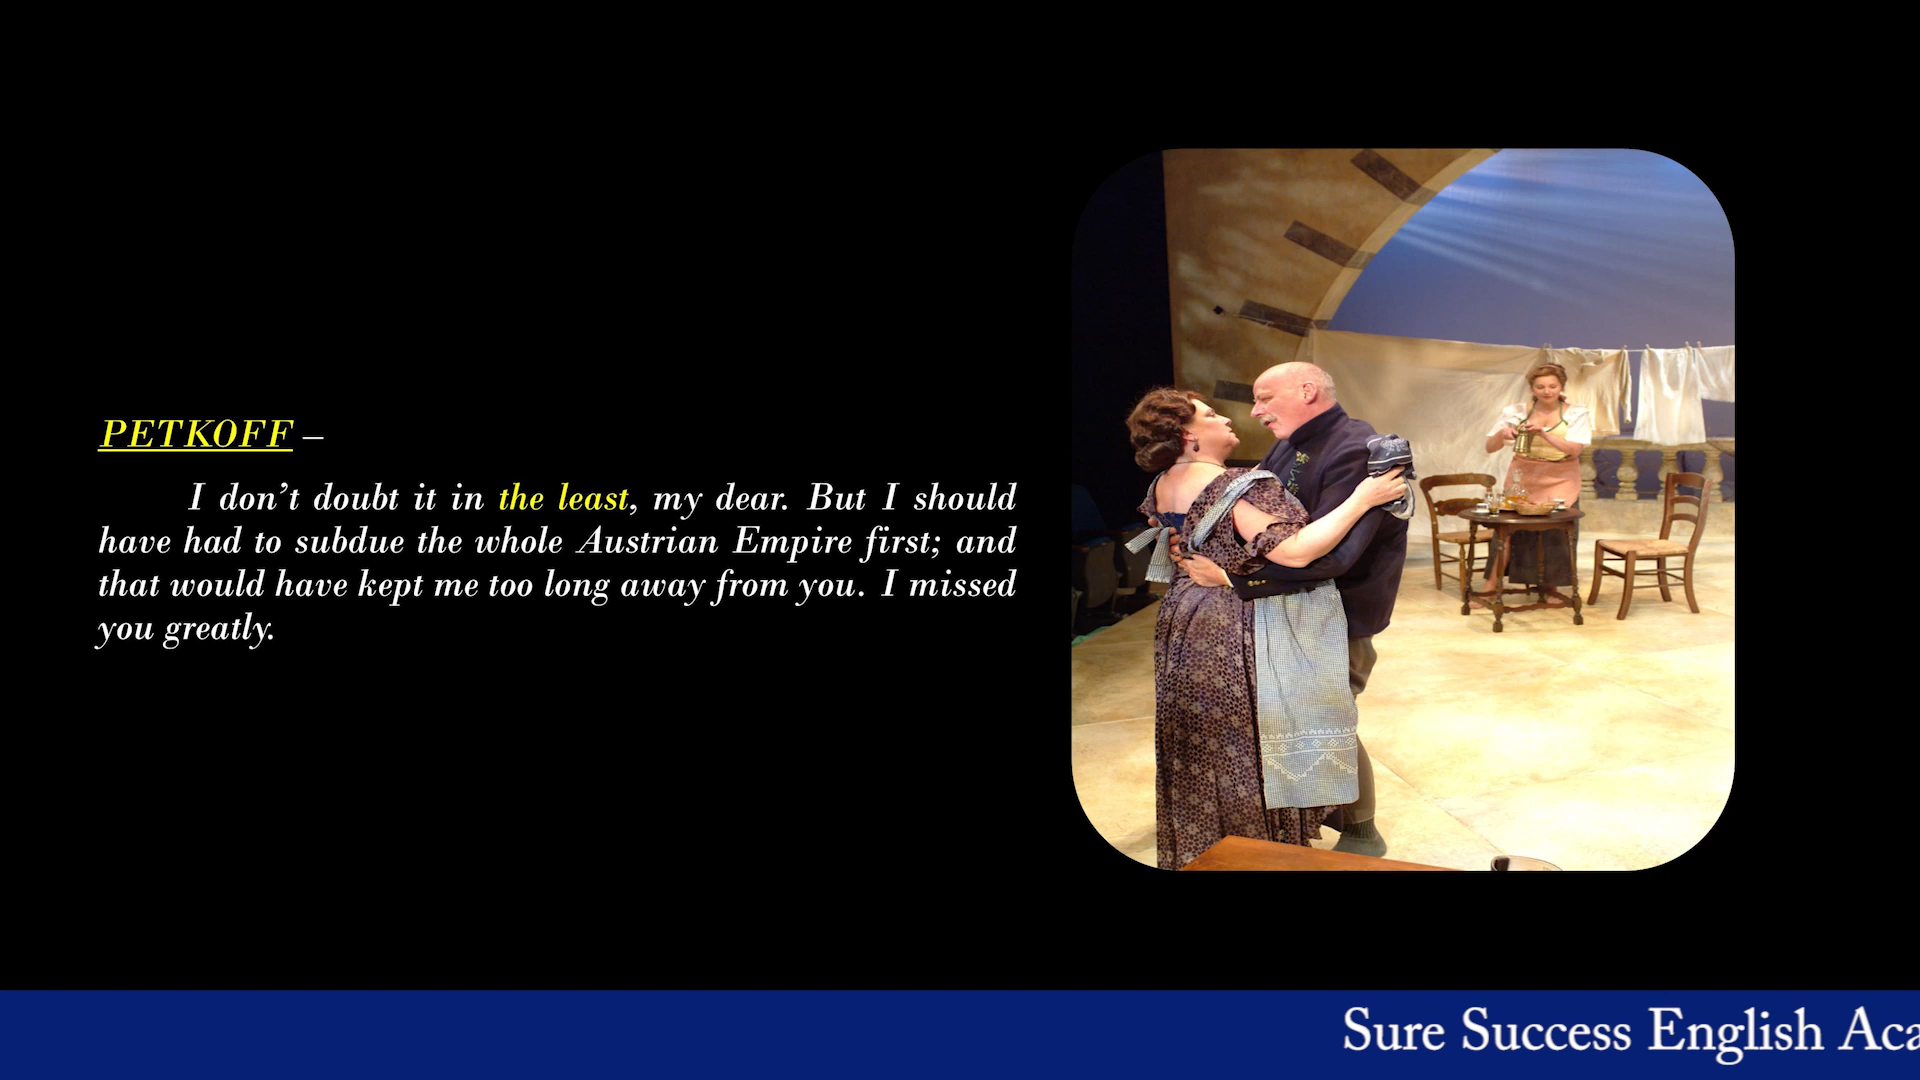 PETKOFF –
I don’t doubt it in the least, my dear. But I should
have had to subdue the whole Austrian Empire first; and
that would have kept me too long away from you. I missed
you greatly.
Sure Success English Aca